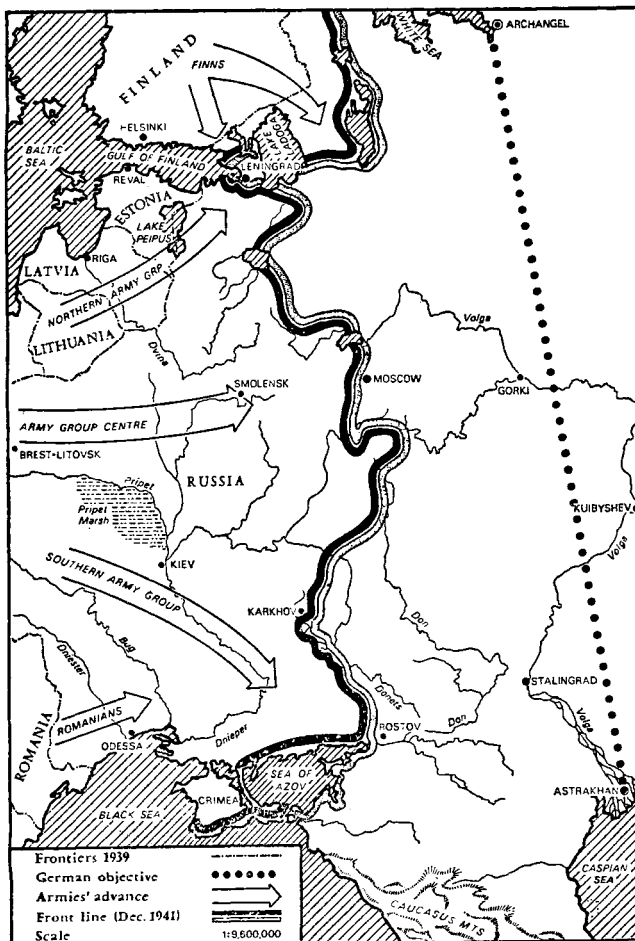 ARCHANGEL
WHITE SEA
FINLAND
FINNS
HELSINKI
LAKE LADOGA
BALTIC
SEA
GULF OF FINLAND
LENINGRAD
REVAL
ESTONIA
LAKE
PEIPUS
RIGA
LATVIA
NORTHERN ARMY GRP
LITHUANIA
Dvina
Volga
MOSCOW
GORKI
SMOLENSK
ARMY GROUP CENTRE
BREST-LITOVSK
RUSSIA
Pripet
Pripet
Marsh
KUIBYSHEV
Volga
KIEV
SOUTHERN ARMY GROUP
KARKHOV
Don
Bug
Dniester
Donets
STALINGRAD
Don
Volga
ROMANIANS
ROSTOV
Dnieper
ODESSA
ROMANIA
SEA OF
AZOV
ASTRAKHAN
CRIMEA
BLACK SEA
CASPIAN
SEA
CAUCASUS MTS
Frontiers 1939
German objective
Armies' advance
Front line (Dec. 1941)
Scale 1:9,600,000